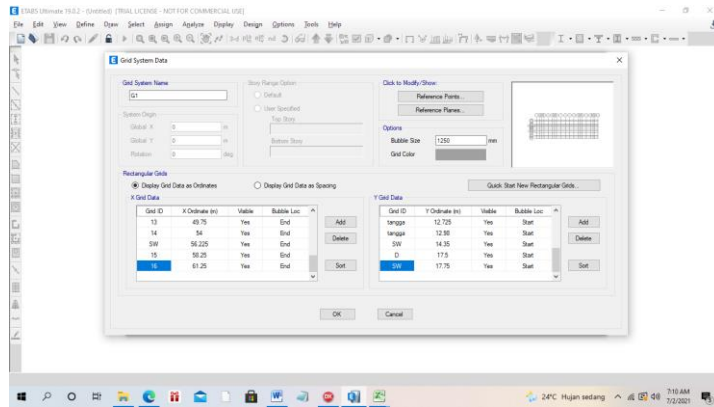 ETABS Ultimate 19.0.2 - (Untitled) [TRIAL LICENSE - NOT FOR COMMERCIAL USE]
File Edit View Define Draw Select Assign Analyze Display Design Options Tools Help
Grid System Data
Grid System Name
G1
Story Range Option
Default
User Specified
Top Story
Bottom Story
System Origin
Global X 0 m
Global Y 0 m
Rotation 0 deg
Click to Modify/Show:
Reference Points...
Reference Planes...
Options
Bubble Size 1250 mm
Grid Color
Rectangular Grids
Display Grid Data as Ordinates Display Grid Data as Spacing Quick Start New Rectangular Grids...
X Grid Data Y Grid Data
Grid ID X Ordinate (m) Visible Bubble Loc Grid ID Y Ordinate (m) Visible Bubble Loc
13 49.75 Yes End Add tangga 12.725 Yes Start Add
14 54 Yes End tangga 12.98 Yes Start
SW 56.225 Yes End Delete SW 14.35 Yes Start Delete
15 58.25 Yes End D 17.5 Yes Start
16 61.25 Yes End Sort SW 17.75 Yes Start Sort
OK Cancel
24°C Hujan sedang 7:10 AM
7/2/2021